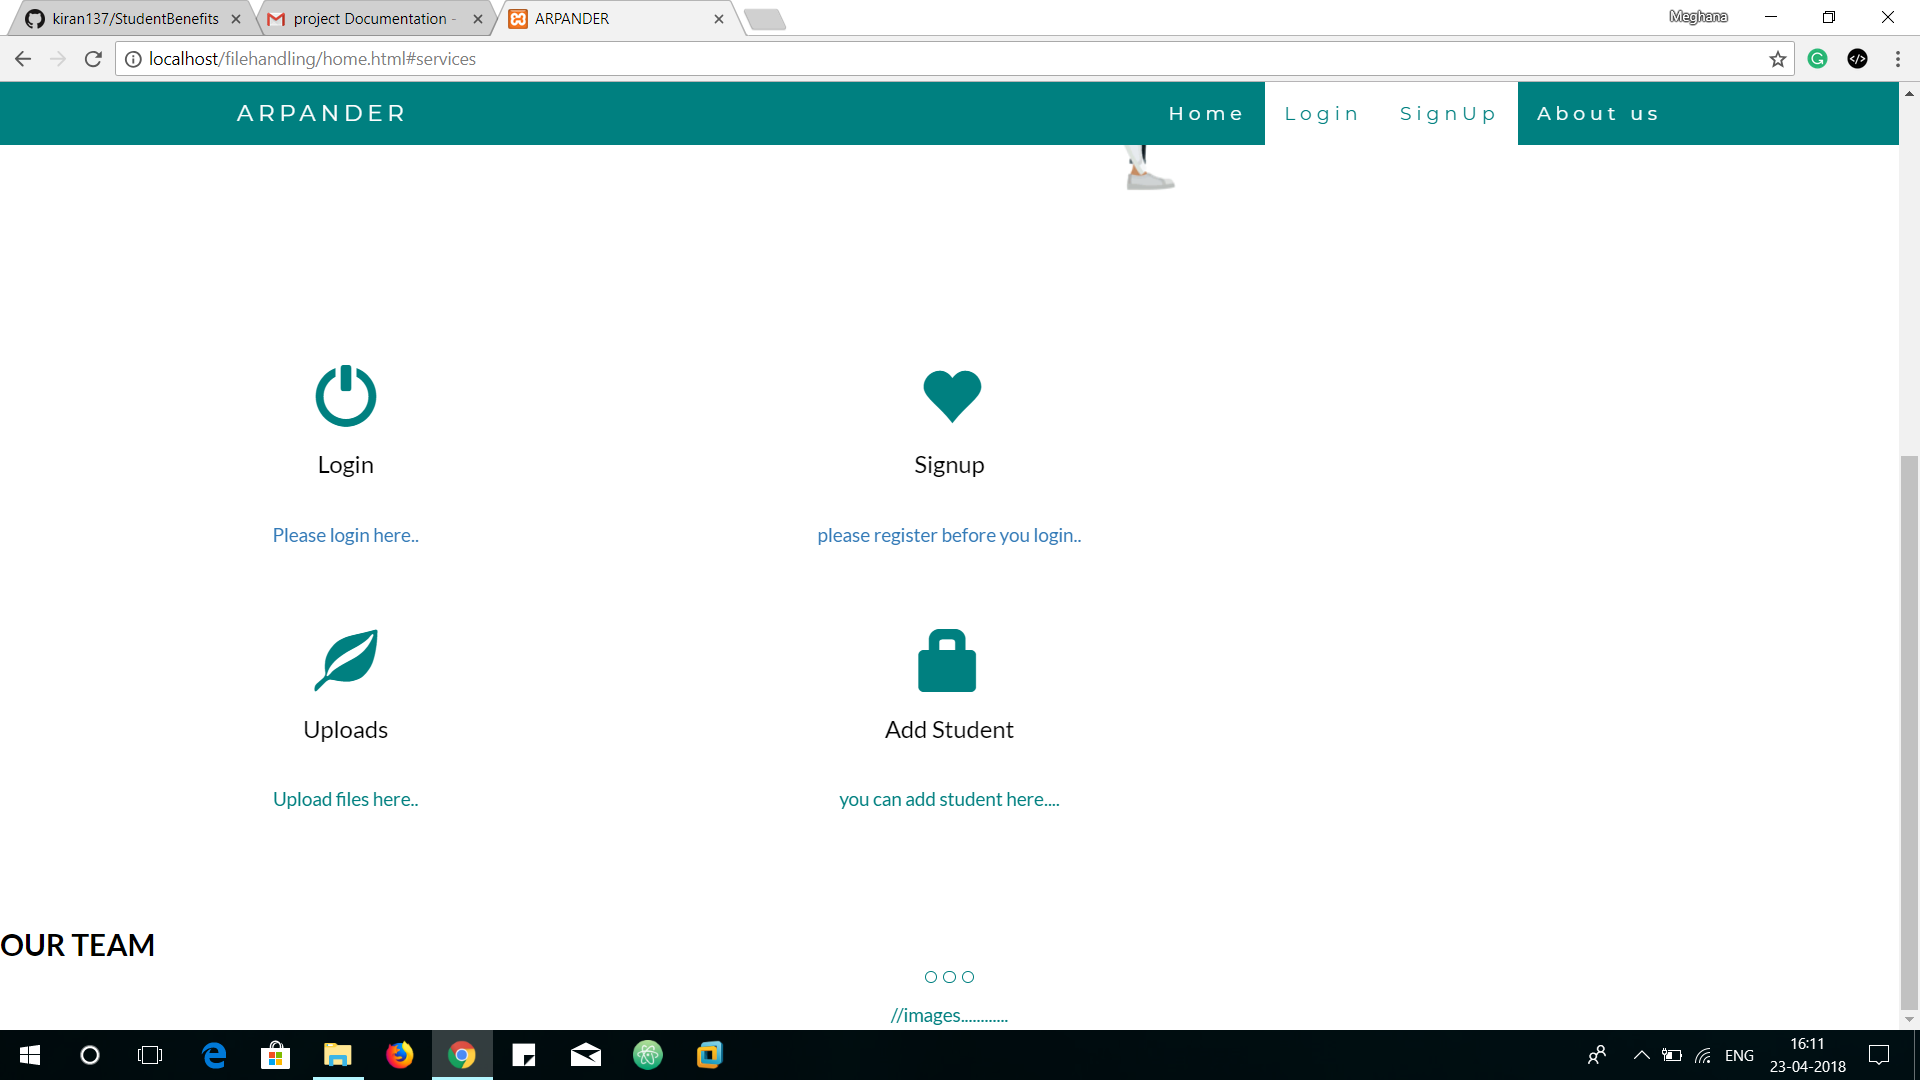 kiran137/StudentBenefits
project Documentation -
ARPANDER
Meghana
localhost/filehandling/home.html#services
ARPANDER
Home
Login
SignUp
About us
Login
Signup
Please login here..
please register before you login..
Uploads
Add Student
Upload files here..
you can add student here....
OUR TEAM
//images............
ENG
16:11
23-04-2018